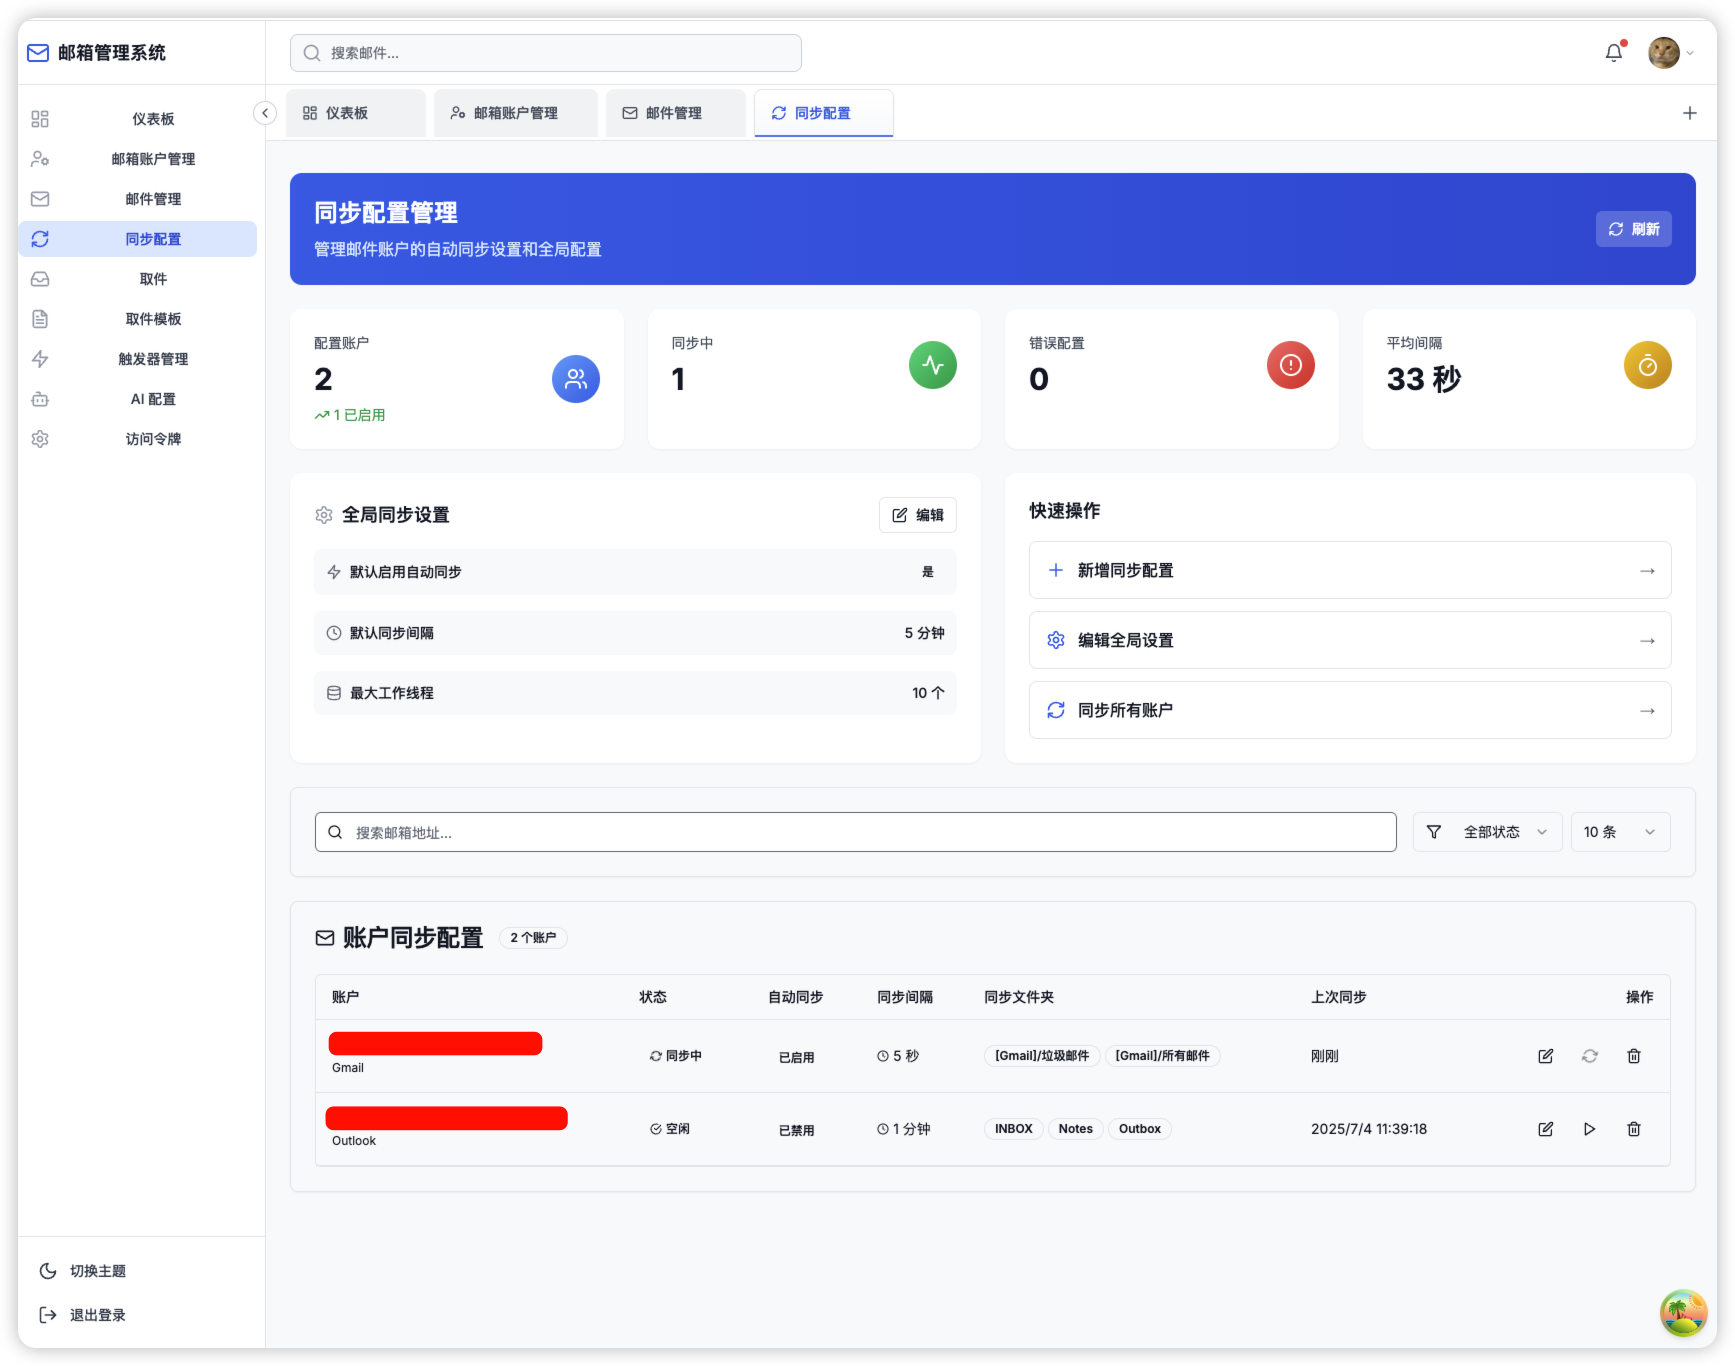 邮箱管理系统
搜索邮件...
仪表板
邮箱账户管理
邮件管理
同步配置
取件
取件模板
触发器管理
AI 配置
访问令牌
切换主题
退出登录
仪表板
邮箱账户管理
邮件管理
同步配置
同步配置管理
管理邮件账户的自动同步设置和全局配置
刷新
配置账户
2
1 已启用
同步中
1
错误配置
0
平均间隔
33 秒
全局同步设置
编辑
默认启用自动同步
是
默认同步间隔
5 分钟
最大工作线程
10 个
快速操作
新增同步配置
→
编辑全局设置
→
同步所有账户
→
搜索邮箱地址...
全部状态
10 条
账户同步配置
2 个账户
账户 状态 自动同步 同步间隔 同步文件夹 上次同步 操作
Gmail
同步中 已启用 5 秒 [Gmail]/垃圾邮件 [Gmail]/所有邮件 刚刚
Outlook
空闲 已禁用 1 分钟 INBOX Notes Outbox 2025/7/4 11:39:18